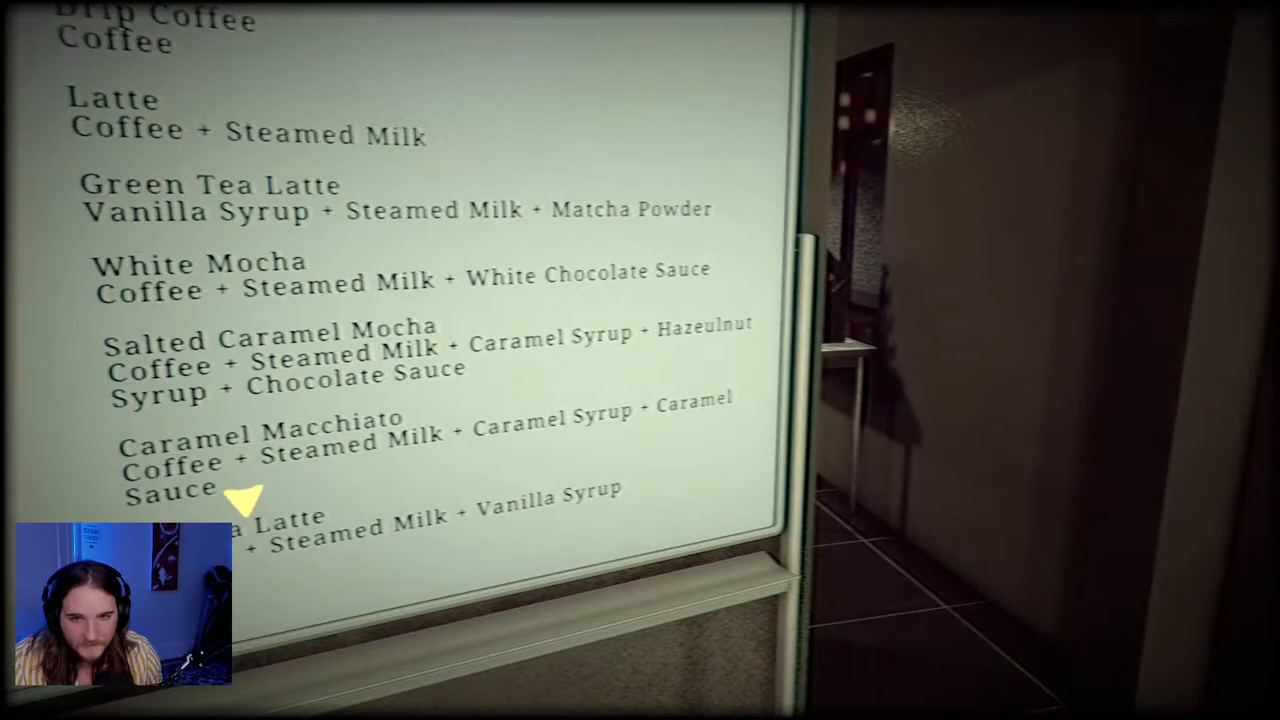 Drip Coffee
Coffee
Latte
Coffee + Steamed Milk
Green Tea Latte
Vanilla Syrup + Steamed Milk + Matcha Powder
White Mocha
Coffee + Steamed Milk + White Chocolate Sauce
Salted Caramel Mocha
Coffee + Steamed Milk + Caramel Syrup + Hazeulnut
Syrup + Chocolate Sauce
Caramel Macchiato
Coffee + Steamed Milk + Caramel Syrup + Caramel
Sauce
Latte
+ Steamed Milk + Vanilla Syrup